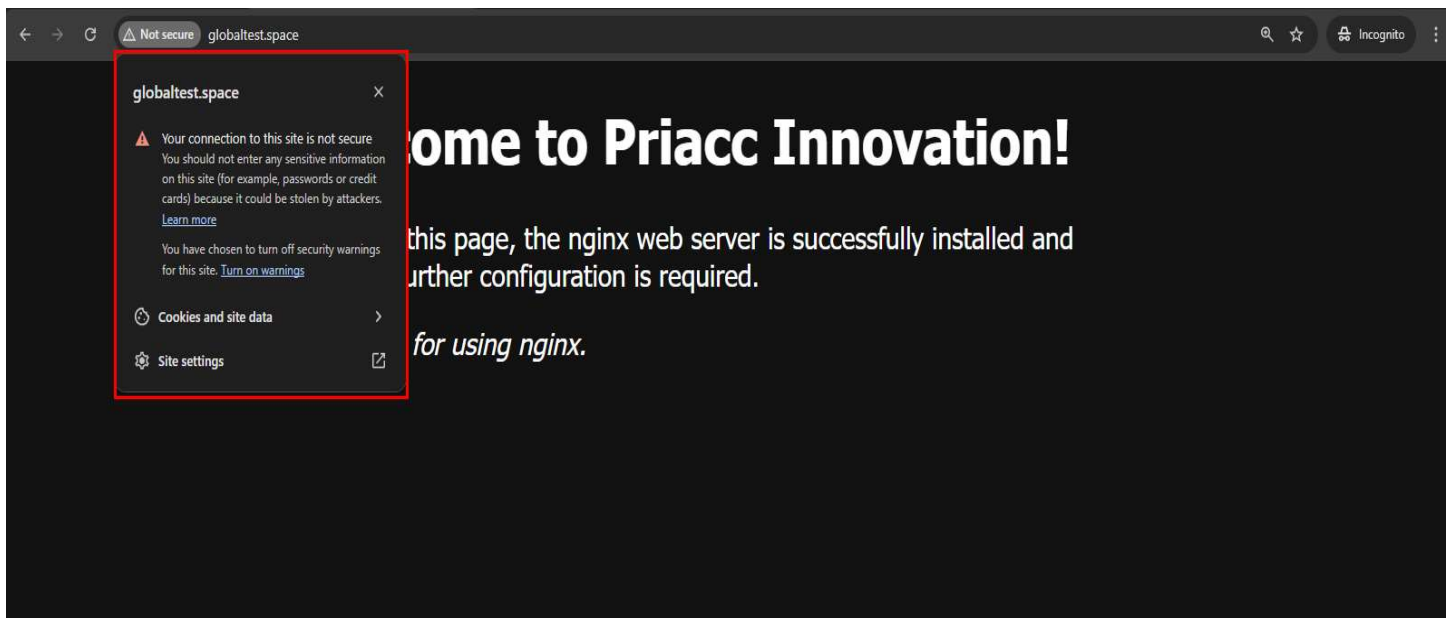 Not secure globaltest.space Incognito
globaltest.space
Your connection to this site is not secure
You should not enter any sensitive information
on this site (for example, passwords or credit
cards) because it could be stolen by attackers.
Learn more
You have chosen to turn off security warnings
for this site. Turn on warnings
Cookies and site data
Site settings
come to Priacc Innovation!
this page, the nginx web server is successfully installed and
urther configuration is required.
for using nginx.